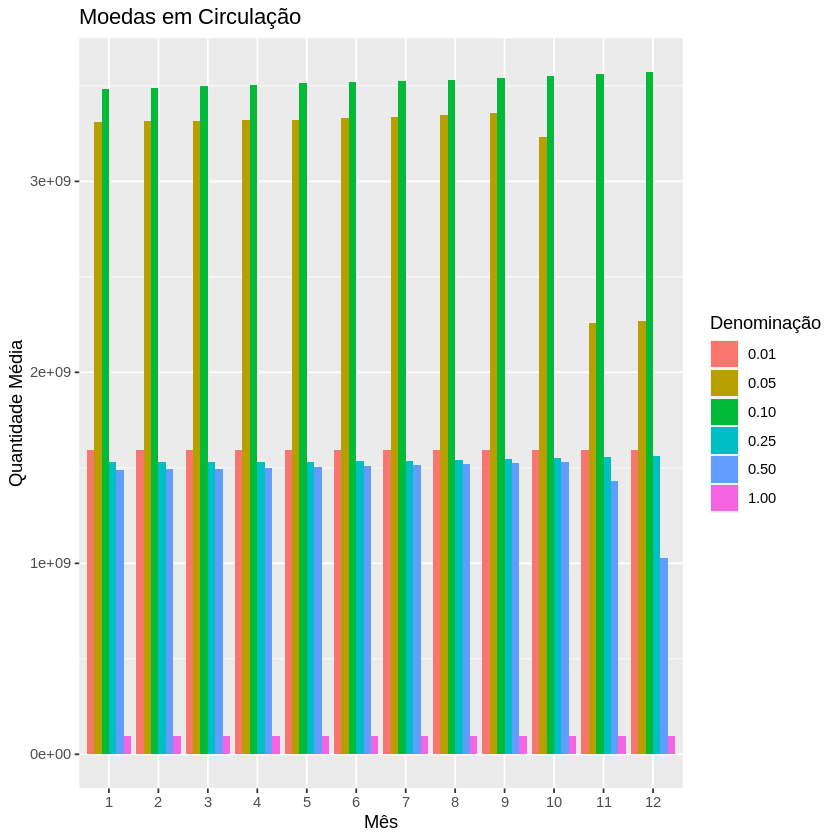 Moedas em Circulação
Quantidade Média
3e+09
2e+09
1e+09
0e+00
1 2 3 4 5 6 7 8 9 10 11 12
Mês
Denominação
0.01
0.05
0.10
0.25
0.50
1.00